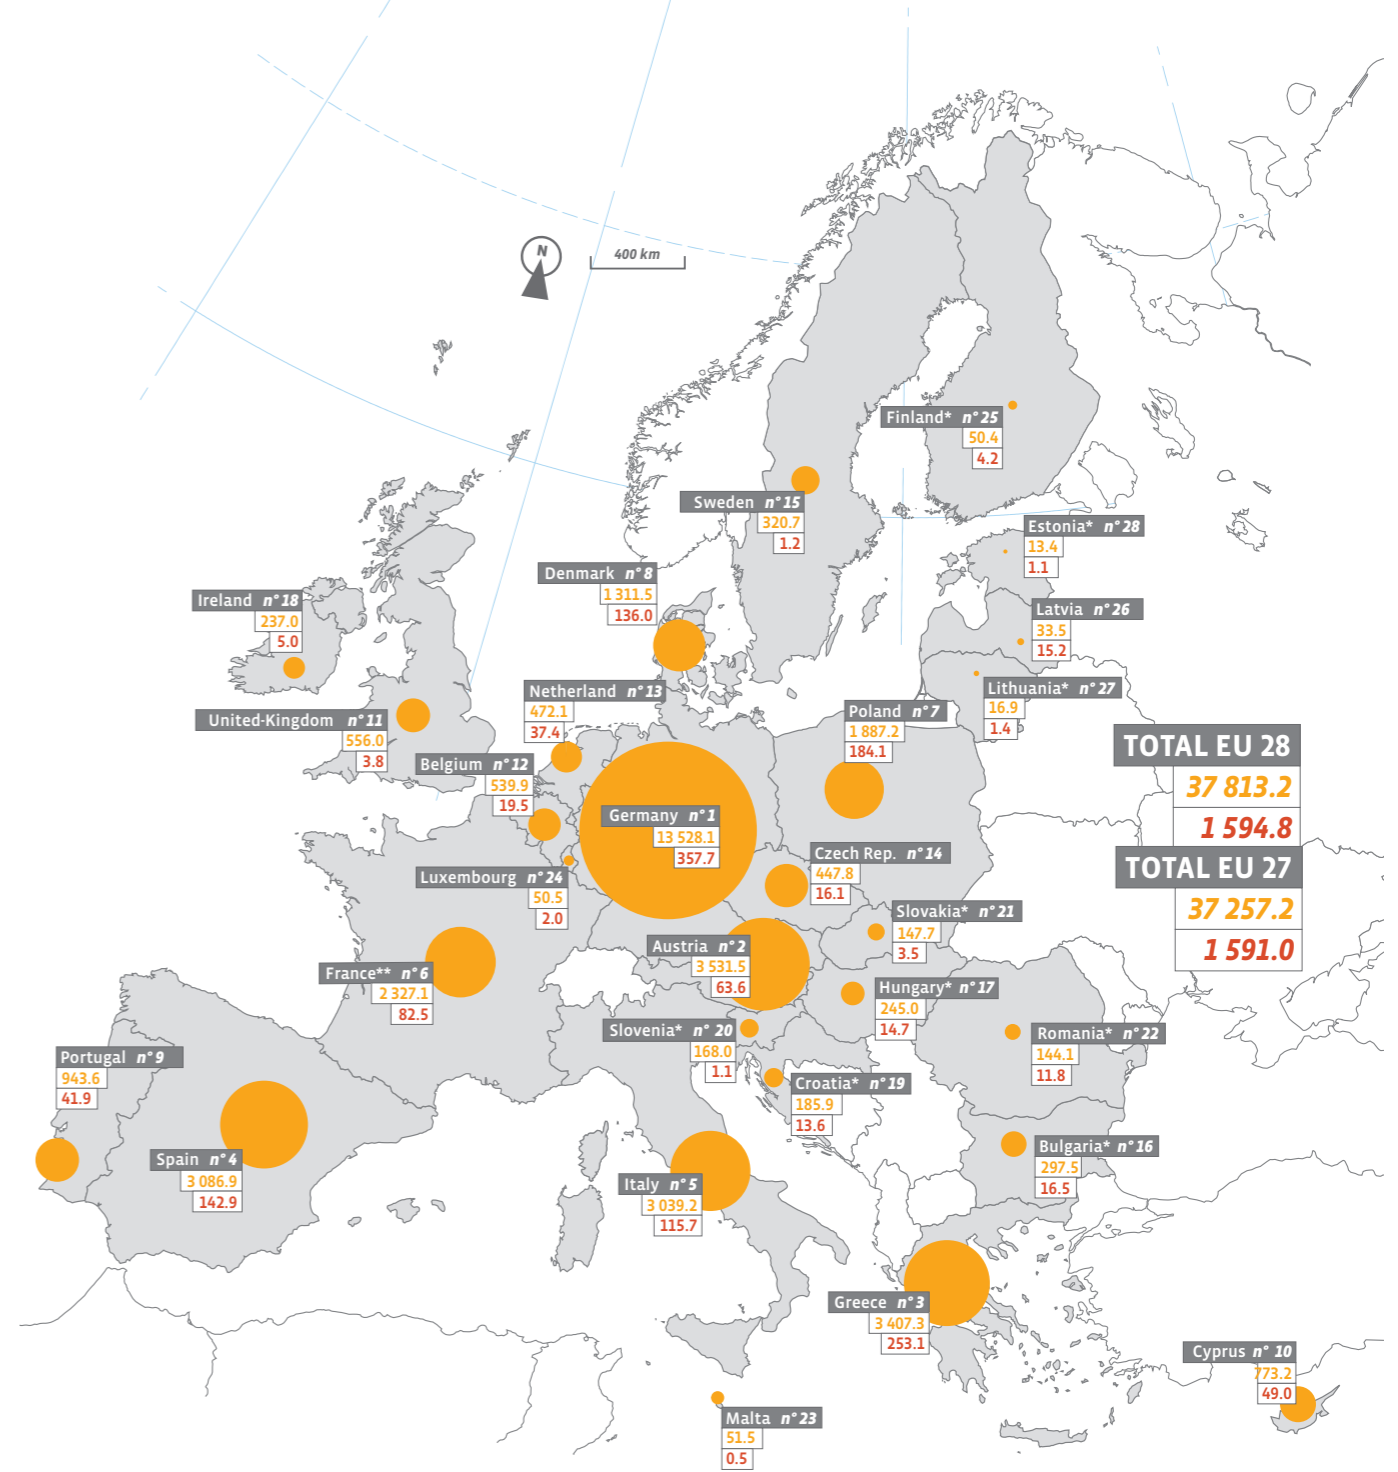 N
400 km
Finland* n° 25
50.4
4.2
Sweden n° 15
320.7
1.2
Estonia* n° 28
13.4
1.1
Denmark n° 8
1 311.5
136.0
Ireland n° 18
237.0
5.0
Latvia n° 26
33.5
15.2
Lithuania* n° 27
16.9
1.4
Netherland n° 13
472.1
37.4
United-Kingdom n° 11
556.0
3.8
Poland n° 7
1 887.2
184.1
Belgium n° 12
539.9
19.5
TOTAL EU 28
37 813.2
1 594.8
TOTAL EU 27
37 257.2
1 591.0
Germany n° 1
13 528.1
357.7
Czech Rep. n° 14
447.8
16.1
Luxembourg n° 24
50.5
2.0
Slovakia* n° 21
147.7
3.5
Austria n° 2
3 531.5
63.6
France** n° 6
2 327.1
82.5
Hungary* n° 17
245.0
14.7
Slovenia* n° 20
168.0
1.1
Romania* n° 22
144.1
11.8
Portugal n° 9
943.6
41.9
Croatia* n° 19
185.9
13.6
Bulgaria* n° 16
297.5
16.5
Spain n° 4
3 086.9
142.9
Italy n° 5
3 039.2
115.7
Greece n° 3
3 407.3
253.1
Cyprus n° 10
773.2
49.0
Malta n° 23
51.5
0.5